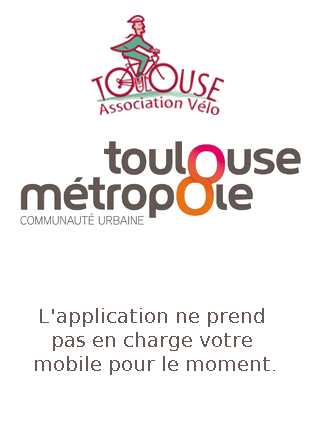 TOULOUSE
Association Vélo
toulouse
métropole
COMMUNAUTÉ URBAINE
L'application ne prend
pas en charge votre
mobile pour le moment.